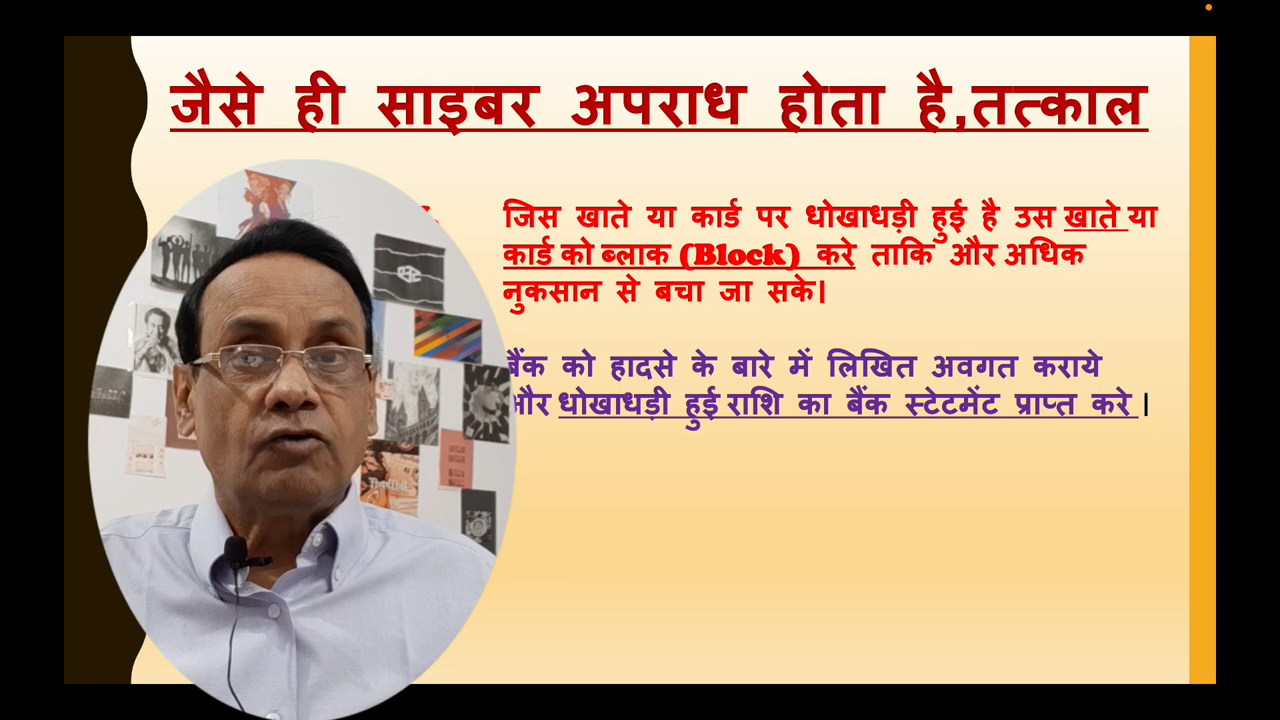 जैसे ही साइबर अपराध होता है,तत्काल
जिस खाते या कार्ड पर धोखाधड़ी हुई है उस खाते या
कार्ड को ब्लाक (Block) करे ताकि और अधिक
नुकसान से बचा जा सके।
बैंक को हादसे के बारे में लिखित अवगत कराये
और धोखाधड़ी हुई राशि का बैंक स्टेटमेंट प्राप्त करे।